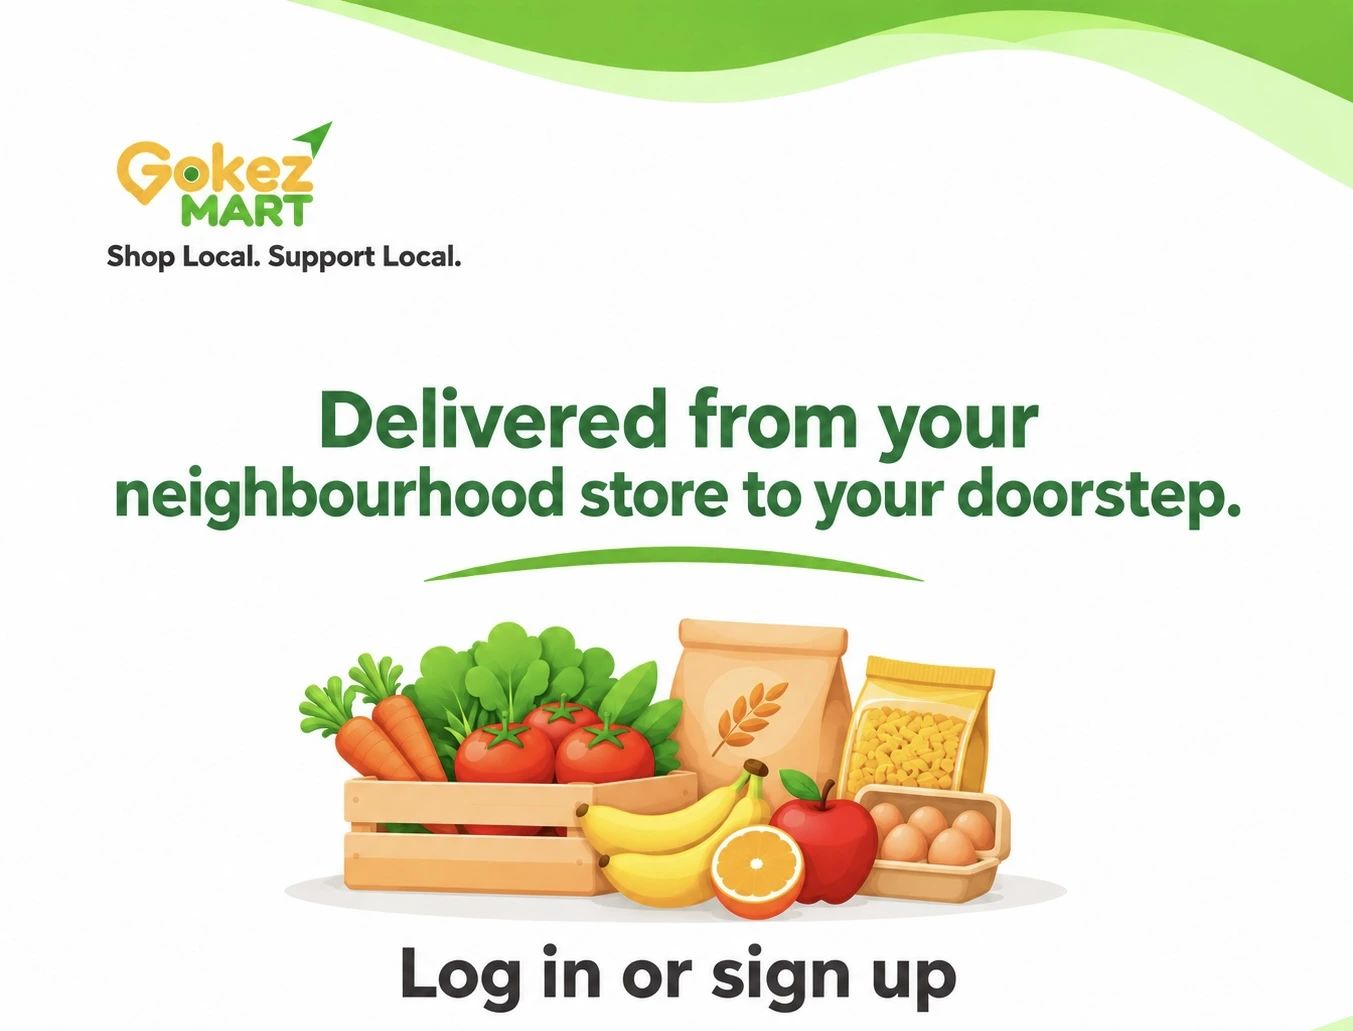 Gokez
MART
Shop Local. Support Local.
Delivered from your
neighbourhood store to your doorstep.
Log in or sign up